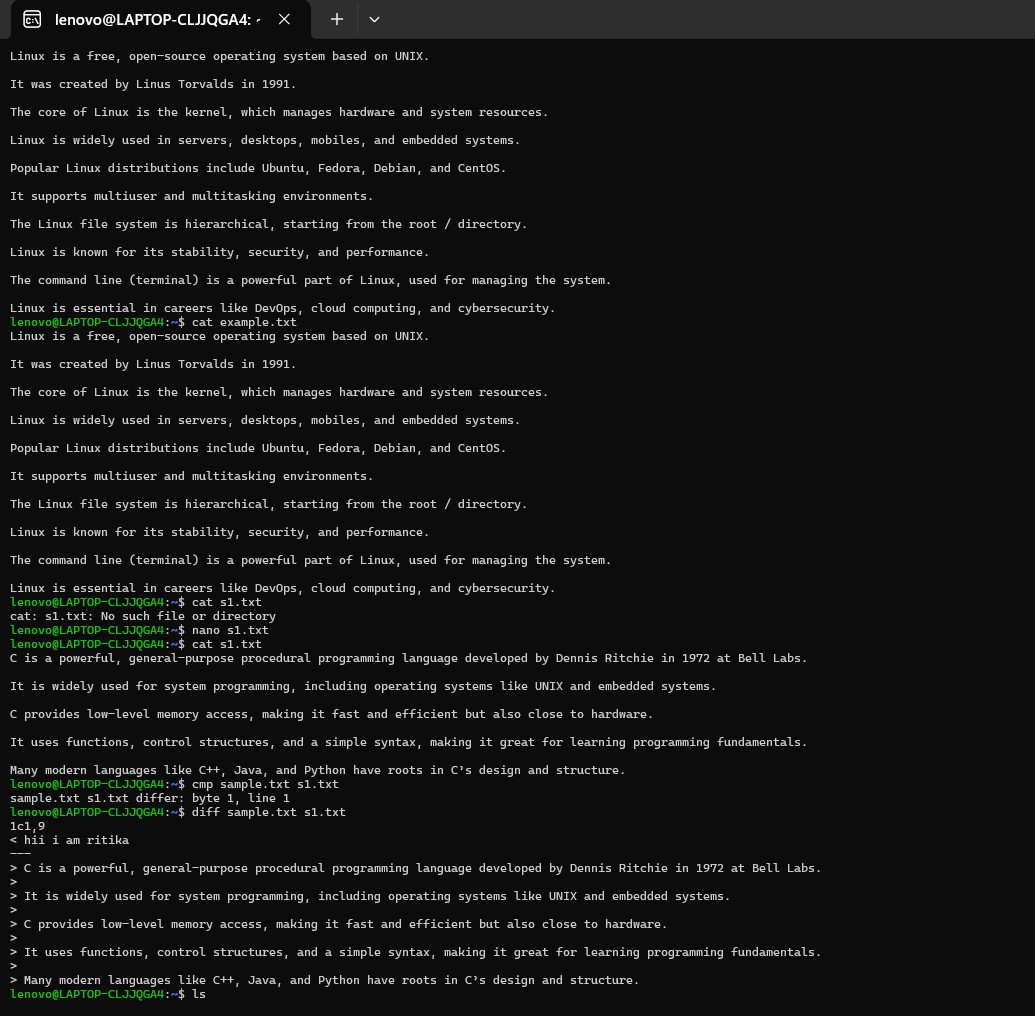 lenovo@LAPTOP-CLJJQGA4: ~
Linux is a free, open-source operating system based on UNIX.
It was created by Linus Torvalds in 1991.
The core of Linux is the kernel, which manages hardware and system resources.
Linux is widely used in servers, desktops, mobiles, and embedded systems.
Popular Linux distributions include Ubuntu, Fedora, Debian, and CentOS.
It supports multiuser and multitasking environments.
The Linux file system is hierarchical, starting from the root / directory.
Linux is known for its stability, security, and performance.
The command line (terminal) is a powerful part of Linux, used for managing the system.
Linux is essential in careers like DevOps, cloud computing, and cybersecurity.
lenovo@LAPTOP-CLJJQGA4:~$ cat example.txt
Linux is a free, open-source operating system based on UNIX.
It was created by Linus Torvalds in 1991.
The core of Linux is the kernel, which manages hardware and system resources.
Linux is widely used in servers, desktops, mobiles, and embedded systems.
Popular Linux distributions include Ubuntu, Fedora, Debian, and CentOS.
It supports multiuser and multitasking environments.
The Linux file system is hierarchical, starting from the root / directory.
Linux is known for its stability, security, and performance.
The command line (terminal) is a powerful part of Linux, used for managing the system.
Linux is essential in careers like DevOps, cloud computing, and cybersecurity.
lenovo@LAPTOP-CLJJQGA4:~$ cat s1.txt
cat: s1.txt: No such file or directory
lenovo@LAPTOP-CLJJQGA4:~$ nano s1.txt
lenovo@LAPTOP-CLJJQGA4:~$ cat s1.txt
C is a powerful, general-purpose procedural programming language developed by Dennis Ritchie in 1972 at Bell Labs.
It is widely used for system programming, including operating systems like UNIX and embedded systems.
C provides low-level memory access, making it fast and efficient but also close to hardware.
It uses functions, control structures, and a simple syntax, making it great for learning programming fundamentals.
Many modern languages like C++, Java, and Python have roots in C's design and structure.
lenovo@LAPTOP-CLJJQGA4:~$ cmp sample.txt s1.txt
sample.txt s1.txt differ: byte 1, line 1
lenovo@LAPTOP-CLJJQGA4:~$ diff sample.txt s1.txt
1c1,9
< hii i am ritika
---
> C is a powerful, general-purpose procedural programming language developed by Dennis Ritchie in 1972 at Bell Labs.
>
> It is widely used for system programming, including operating systems like UNIX and embedded systems.
>
> C provides low-level memory access, making it fast and efficient but also close to hardware.
>
> It uses functions, control structures, and a simple syntax, making it great for learning programming fundamentals.
>
> Many modern languages like C++, Java, and Python have roots in C's design and structure.
lenovo@LAPTOP-CLJJQGA4:~$ ls